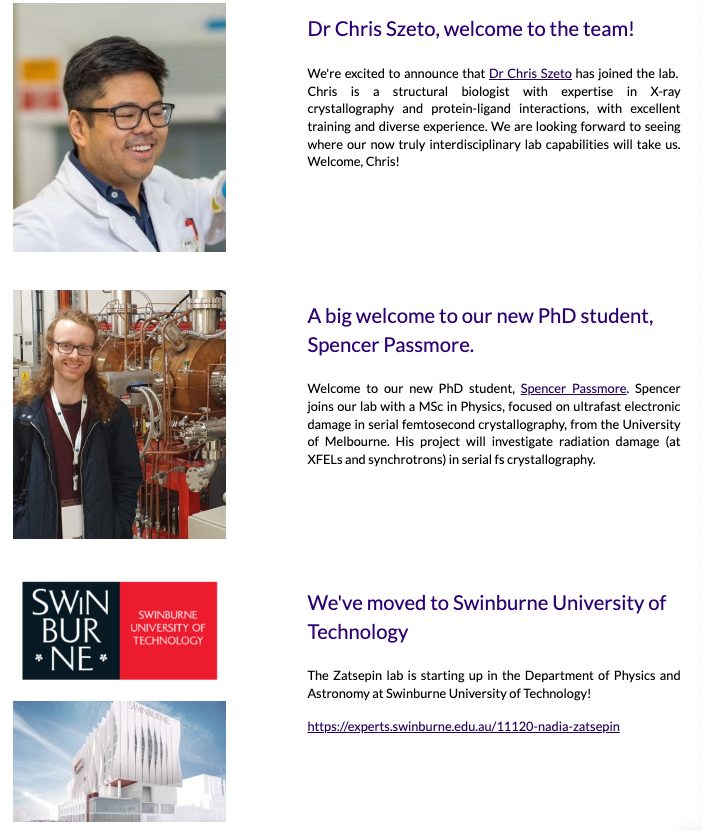 Dr Chris Szeto, welcome to the team!
We're excited to announce that Dr Chris Szeto has joined the lab.
Chris is a structural biologist with expertise in X-ray
crystallography and protein-ligand interactions, with excellent
training and diverse experience. We are looking forward to seeing
where our now truly interdisciplinary lab capabilities will take us.
Welcome, Chris!
A big welcome to our new PhD student,
Spencer Passmore.
Welcome to our new PhD student, Spencer Passmore. Spencer
joins our lab with a MSc in Physics, focused on ultrafast electronic
damage in serial femtosecond crystallography, from the University
of Melbourne. His project will investigate radiation damage (at
XFELs and synchrotrons) in serial fs crystallography.
SWIN
BUR
NE
SWINBURNE
UNIVERSITY OF
TECHNOLOGY
We've moved to Swinburne University of
Technology
The Zatsepin lab is starting up in the Department of Physics and
Astronomy at Swinburne University of Technology!
https://experts.swinburne.edu.au/11120-nadia-zatsepin
SWINBURNE